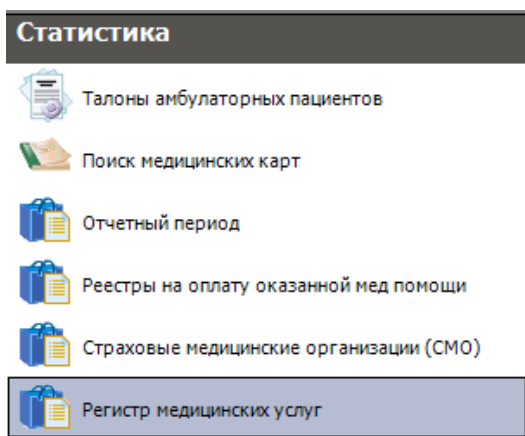 Статистика
Талоны амбулаторных пациентов
Поиск медицинских карт
Отчетный период
Реестры на оплату оказанной мед помощи
Страховые медицинские организации (СМО)
Регистр медицинских услуг